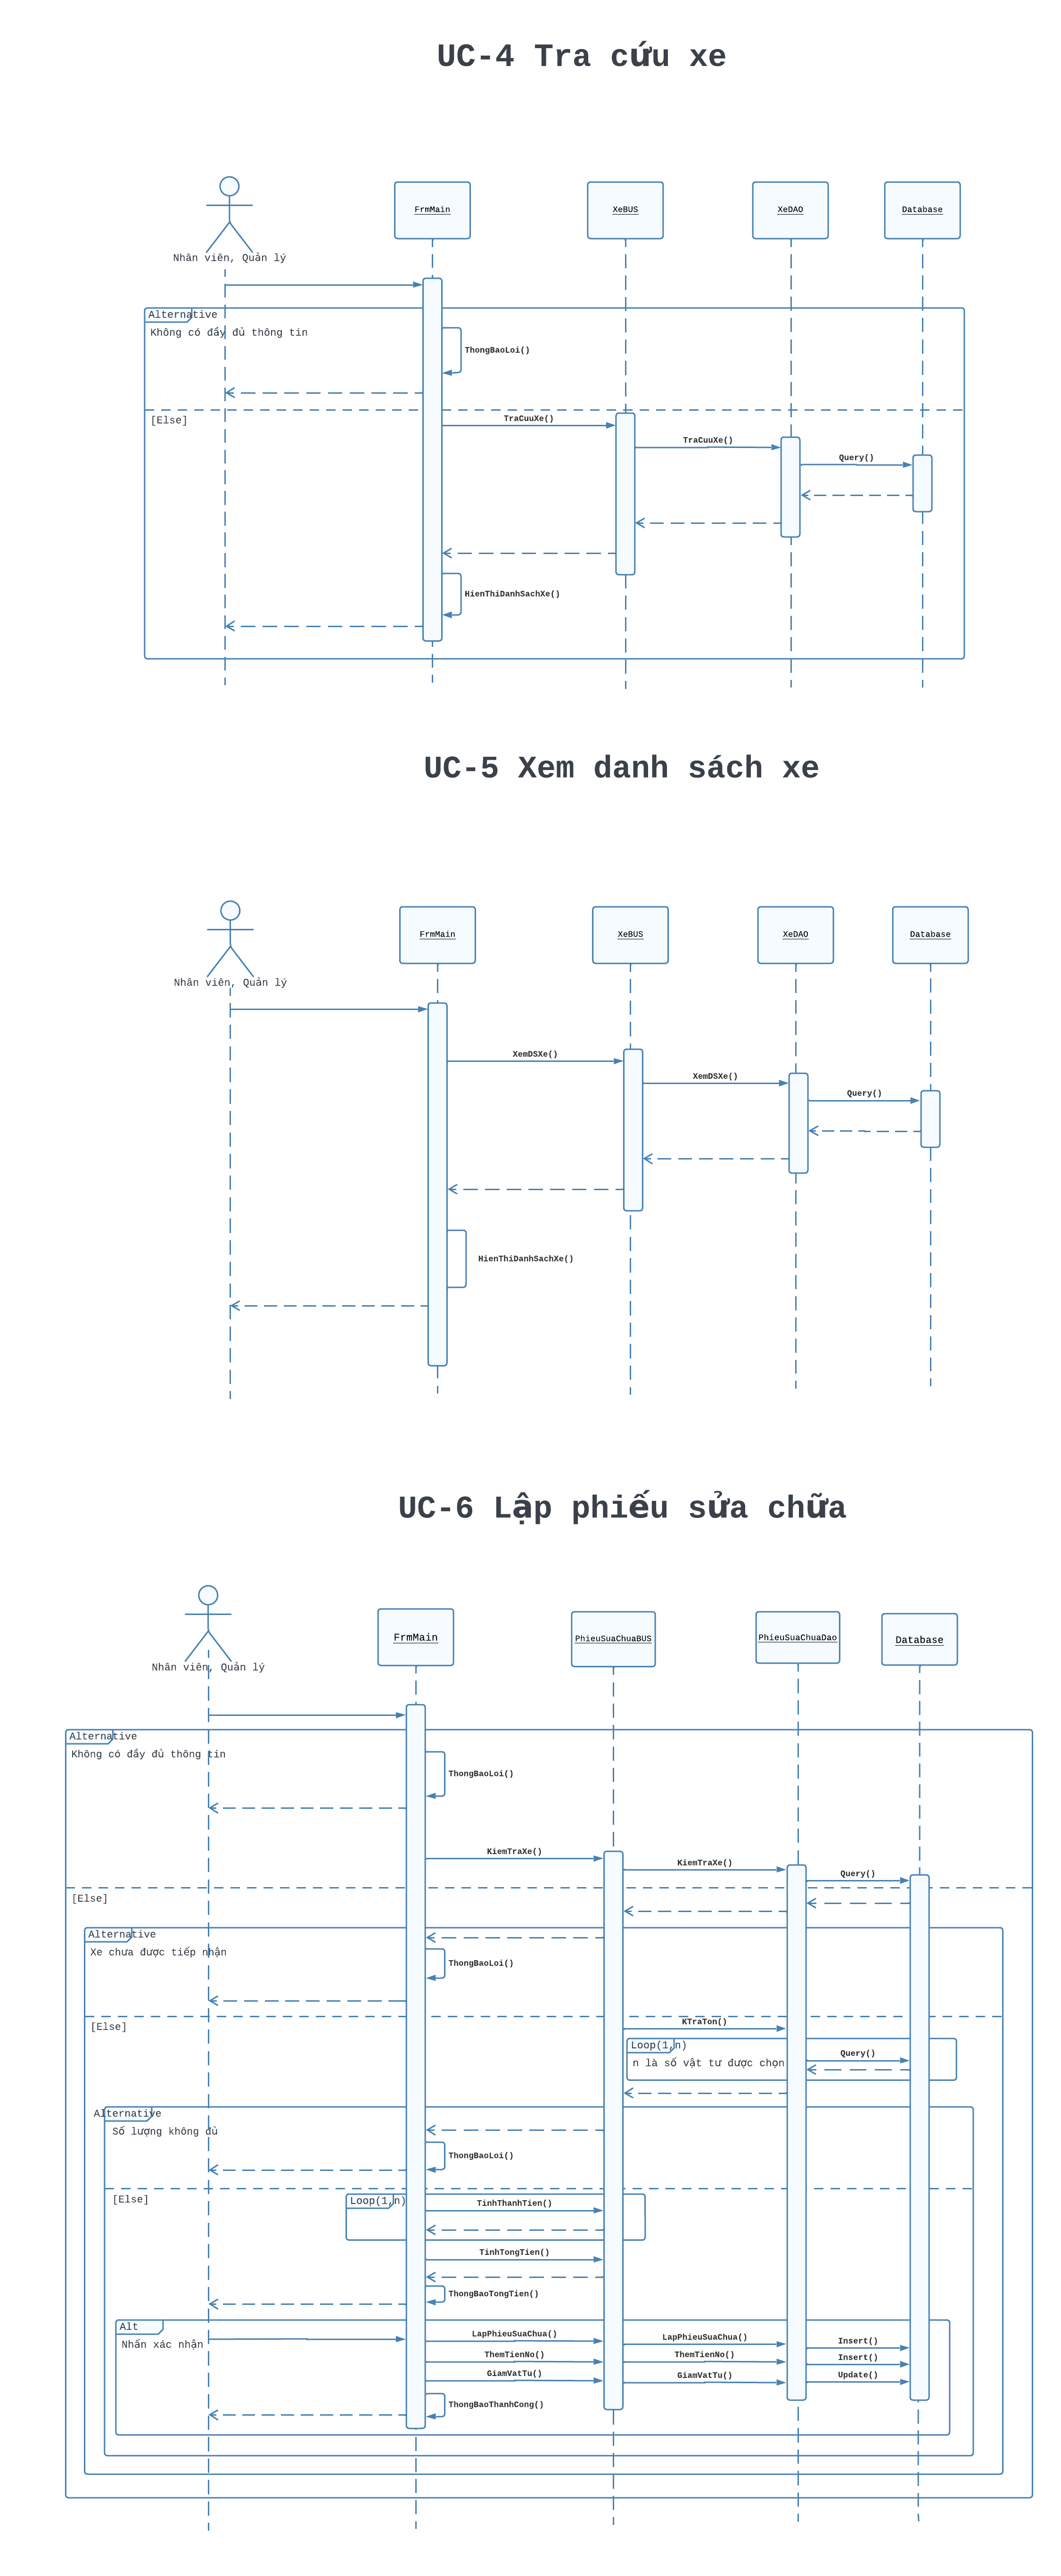 UC-4 Tra cứu xe
Nhân viên, Quản lý
FrmMain
XeBUS
XeDAO
Database
Alternative
Không có đầy đủ thông tin
ThongBaoLoi()
[Else]
TraCuuXe()
TraCuuXe()
Query()
HienThiDanhSachXe()
UC-5 Xem danh sách xe
Nhân viên, Quản lý
FrmMain
XeBUS
XeDAO
Database
XemDSXe()
XemDSXe()
Query()
HienThiDanhSachXe()
UC-6 Lập phiếu sửa chữa
Nhân viên, Quản lý
FrmMain
PhieuSuaChuaBUS
PhieuSuaChuaDao
Database
Alternative
Không có đầy đủ thông tin
ThongBaoLoi()
KiemTraXe()
KiemTraXe()
Query()
[Else]
Alternative
Xe chưa được tiếp nhận
ThongBaoLoi()
[Else]
KTraTon()
Loop(1,n)
n là số vật tư được chọn
Query()
Alternative
Số lượng không đủ
ThongBaoLoi()
[Else]
Loop(1,n)
TinhThanhTien()
TinhTongTien()
ThongBaoTongTien()
Alt
Nhấn xác nhận
LapPhieuSuaChua()
LapPhieuSuaChua()
Insert()
ThemTienNo()
ThemTienNo()
Insert()
GiamVatTu()
GiamVatTu()
Update()
ThongBaoThanhCong()